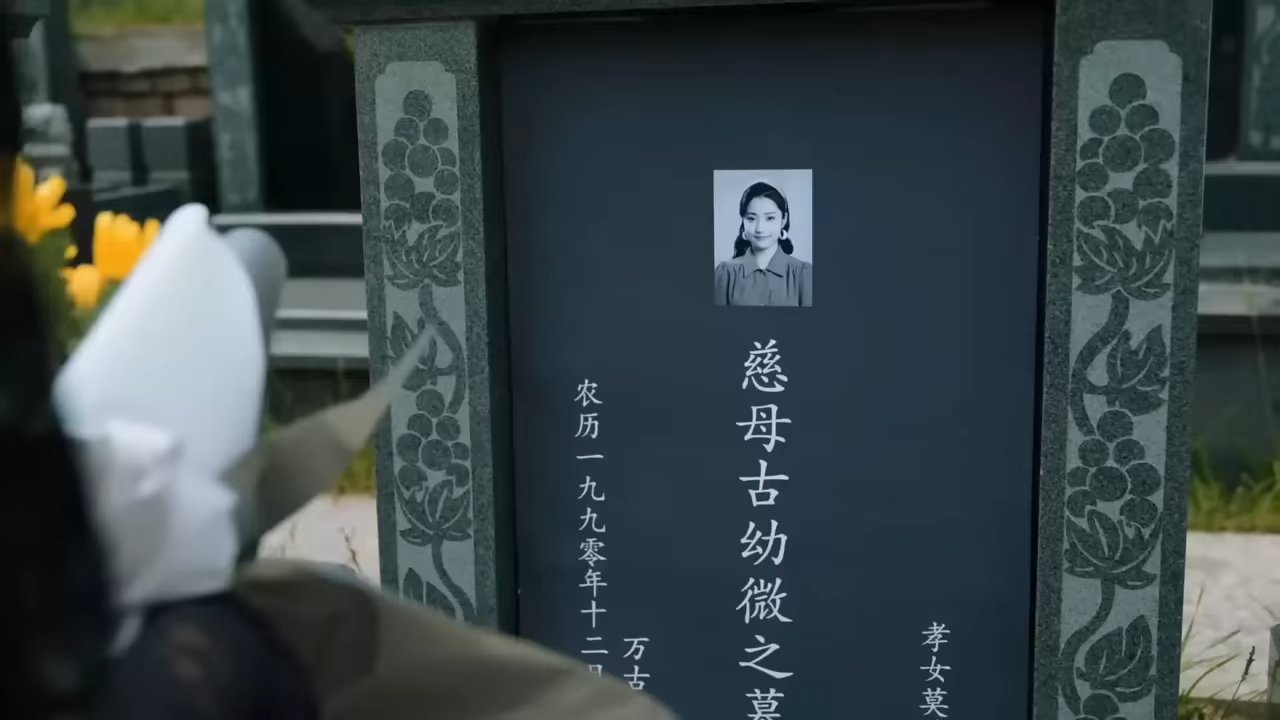 孝女莫
慈母古幼微之墓
万古
农历一九九零年十二月